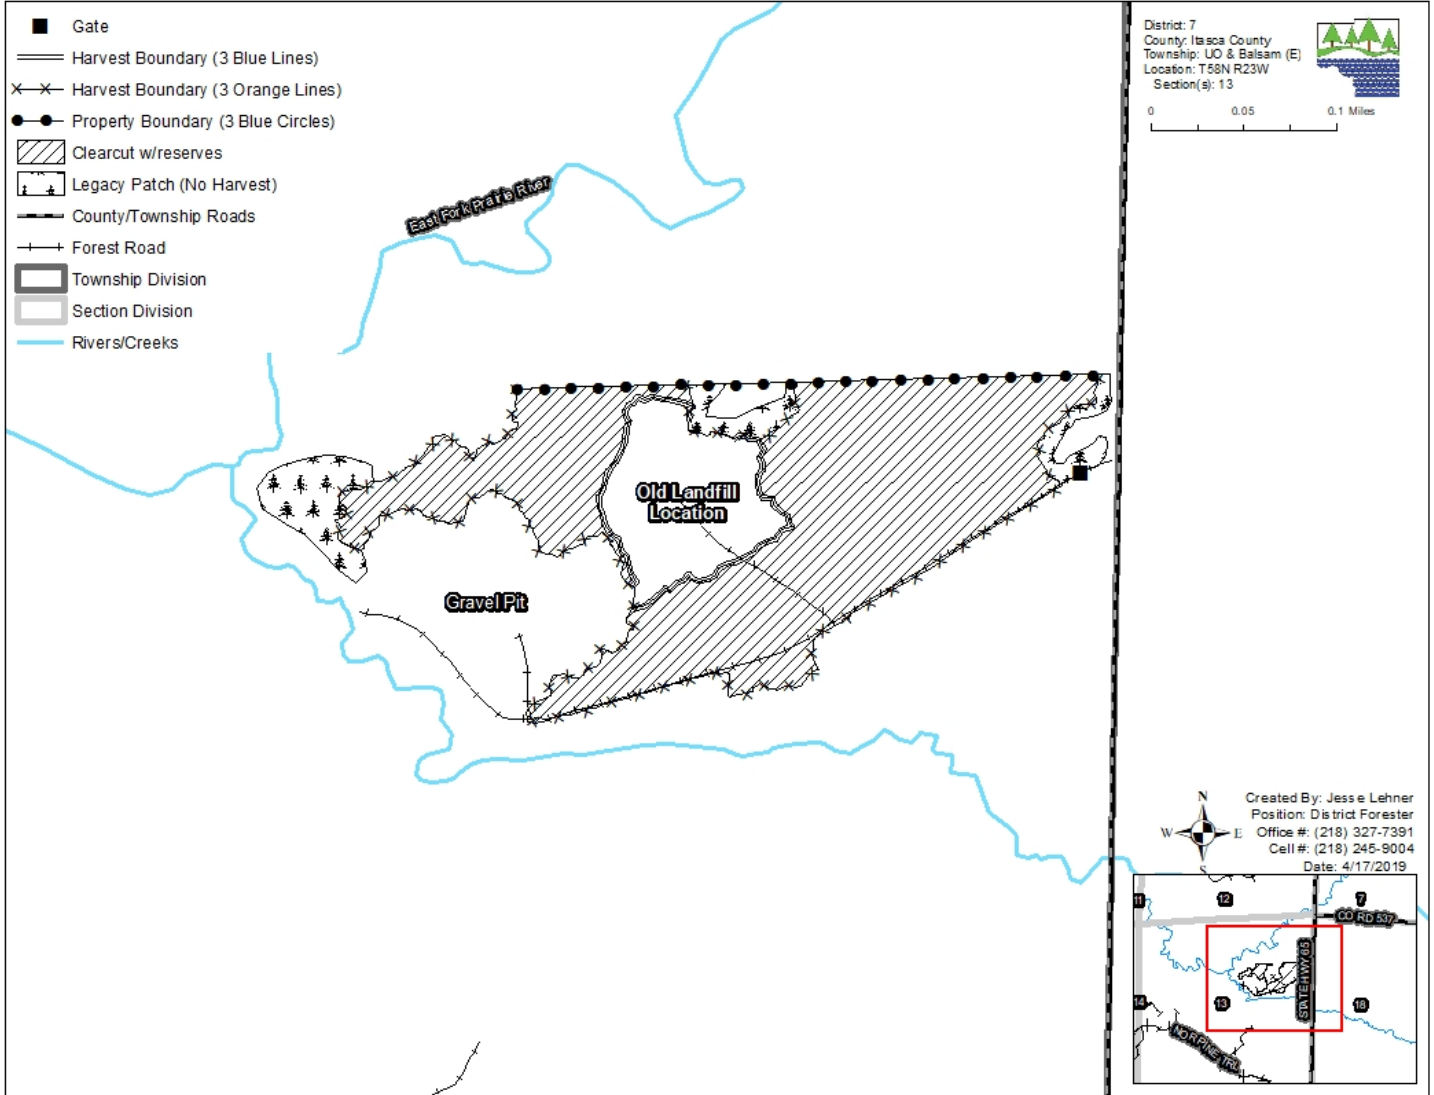 Gate
Harvest Boundary (3 Blue Lines)
Harvest Boundary (3 Orange Lines)
Property Boundary (3 Blue Circles)
Clearcut w/reserves
Legacy Patch (No Harvest)
County/Township Roads
Forest Road
Township Division
Section Division
Rivers/Creeks
District: 7
County: Itasca County
Township: UO & Balsam (E)
Location: T58N R23W
Section(s): 13
0 0.05 0.1 Miles
East Fork Prairie River
Old Landfill
Location
Gravel Pit
N
W E
S
Created By: Jesse Lehner
Position: District Forester
Office #: (218) 327-7391
Cell #: (218) 245-9004
Date: 4/17/2019
11 12 7
CO RD 537
STATE HWY 65
14 13 18
NORPINE TRL